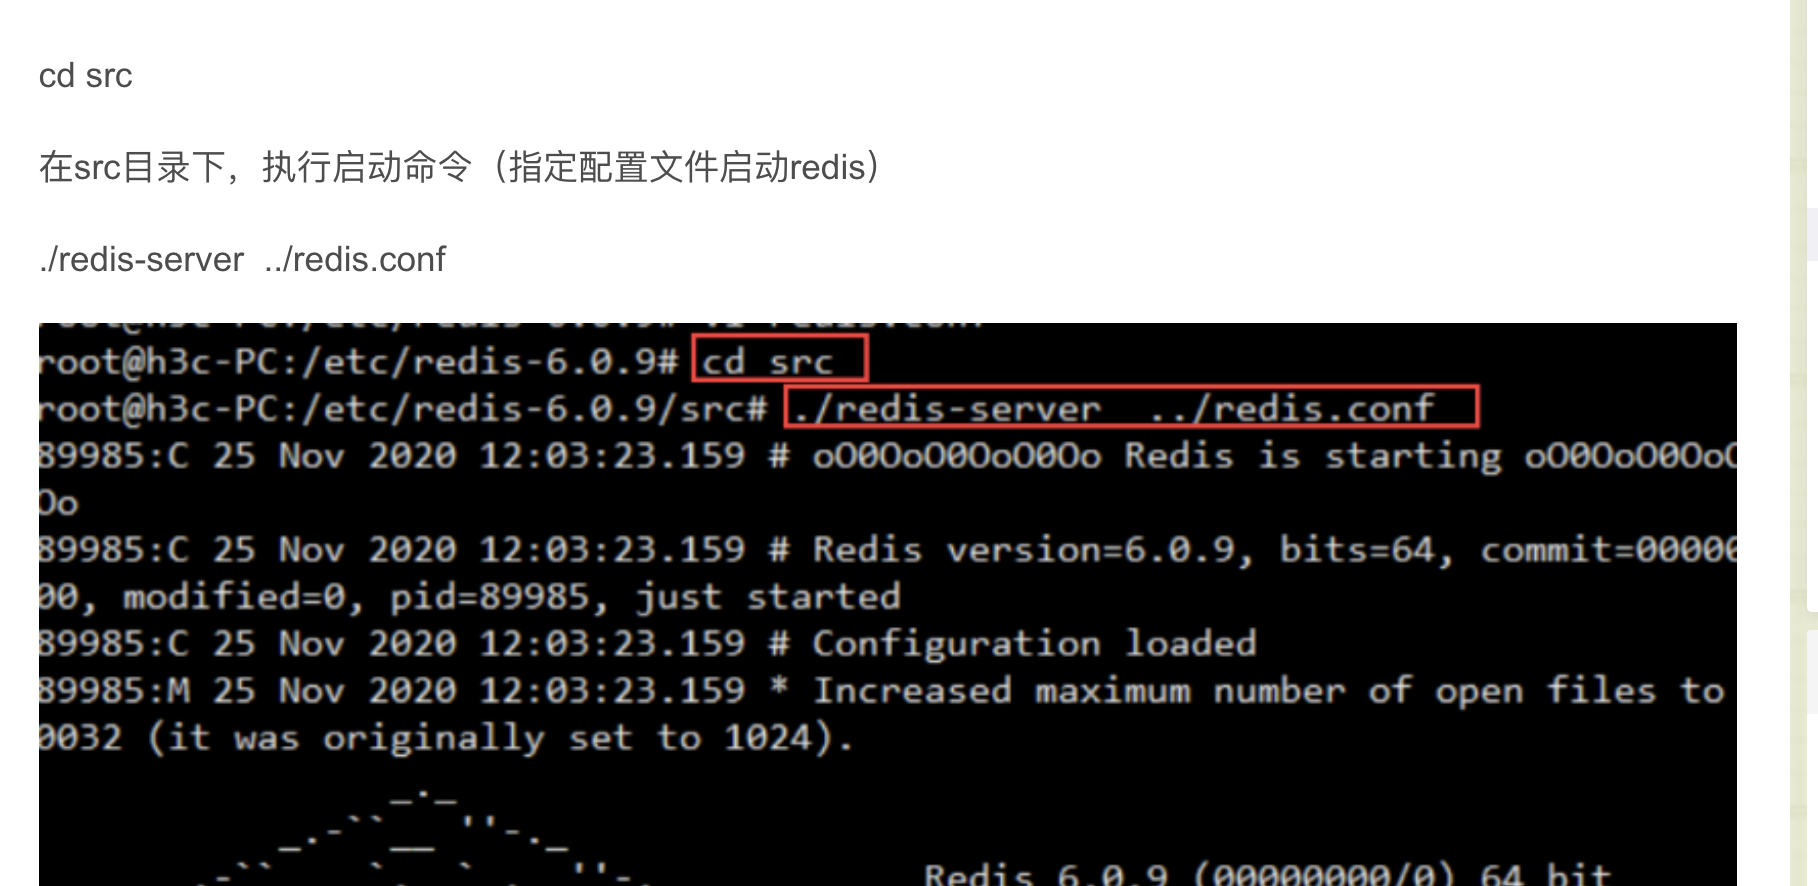 cd src
在src目录下，执行启动命令（指定配置文件启动redis）
./redis-server  ../redis.conf
root@h3c-PC:/etc/redis-6.0.9# cd src
root@h3c-PC:/etc/redis-6.0.9/src# ./redis-server  ../redis.conf
89985:C 25 Nov 2020 12:03:23.159 # oO0OoO0OoO0Oo Redis is starting oO0OoO0OoO
Oo
89985:C 25 Nov 2020 12:03:23.159 # Redis version=6.0.9, bits=64, commit=00000
00, modified=0, pid=89985, just started
89985:C 25 Nov 2020 12:03:23.159 # Configuration loaded
89985:M 25 Nov 2020 12:03:23.159 * Increased maximum number of open files to
0032 (it was originally set to 1024).
Redis 6.0.9 (00000000/0) 64 bit